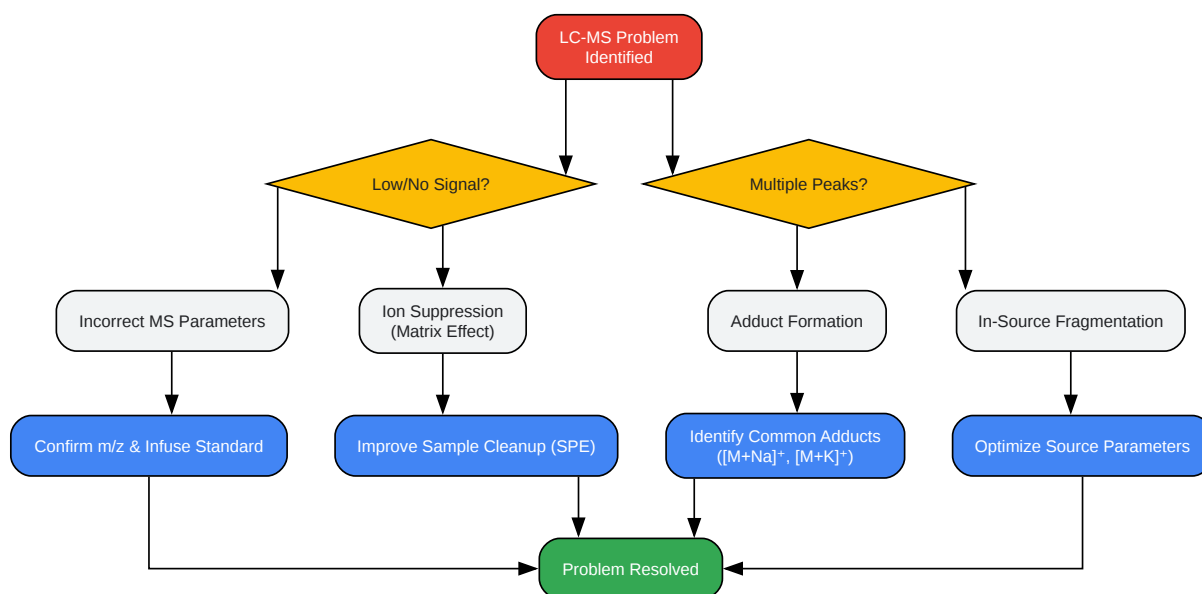 LC-MS Problem
Identified
Low/No Signal?
Multiple Peaks?
Incorrect MS Parameters
Ion Suppression
(Matrix Effect)
Adduct Formation
In-Source Fragmentation
Confirm m/z & Infuse Standard
Improve Sample Cleanup (SPE)
Identify Common Adducts
([M+Na]⁺, [M+K]⁺)
Optimize Source Parameters
Problem Resolved